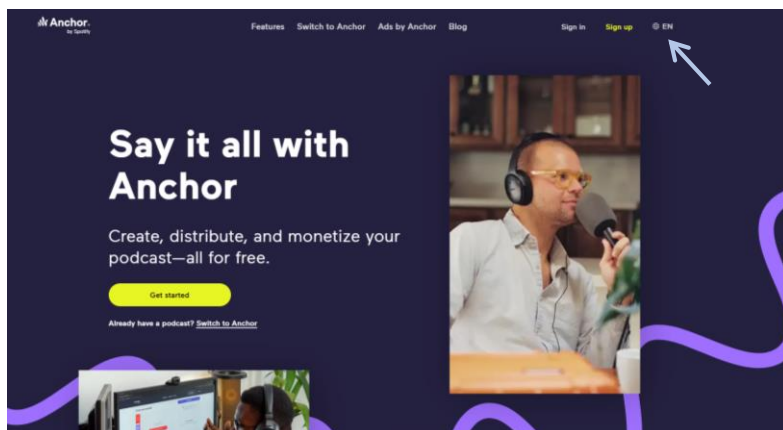 Anchor.
by Spotify
Features Switch to Anchor Ads by Anchor Blog Sign in Sign up EN
Say it all with
Anchor
Create, distribute, and monetize your
podcast—all for free.
Get started
Already have a podcast? Switch to Anchor